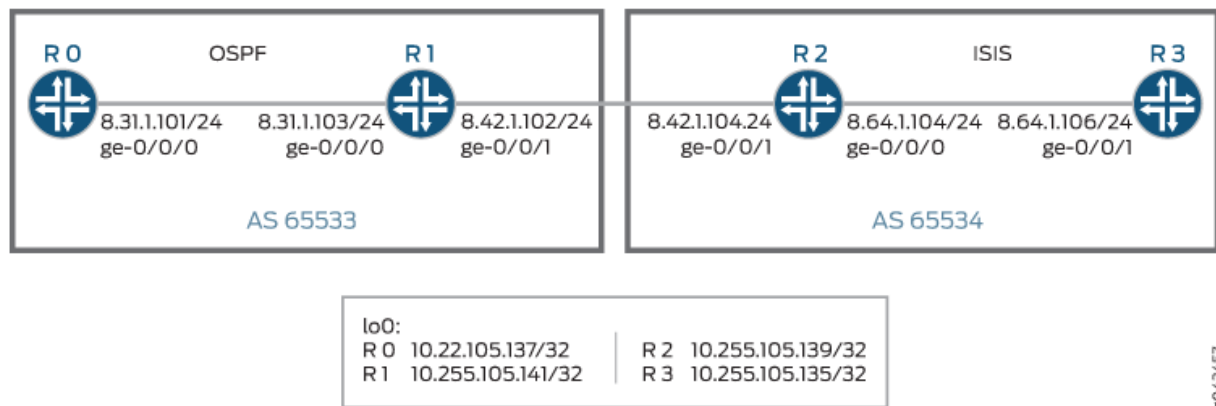 R 0 OSPF R 1 R 2 ISIS R 3
8.31.1.101/24 8.31.1.103/24 8.42.1.102/24 8.42.1.104.24 8.64.1.104/24 8.64.1.106/24
ge-0/0/0 ge-0/0/0 ge-0/0/1 ge-0/0/1 ge-0/0/0 ge-0/0/1
AS 65533 AS 65534
lo0:
R 0 10.22.105.137/32 R 2 10.255.105.139/32
R 1 10.255.105.141/32 R 3 10.255.105.135/32